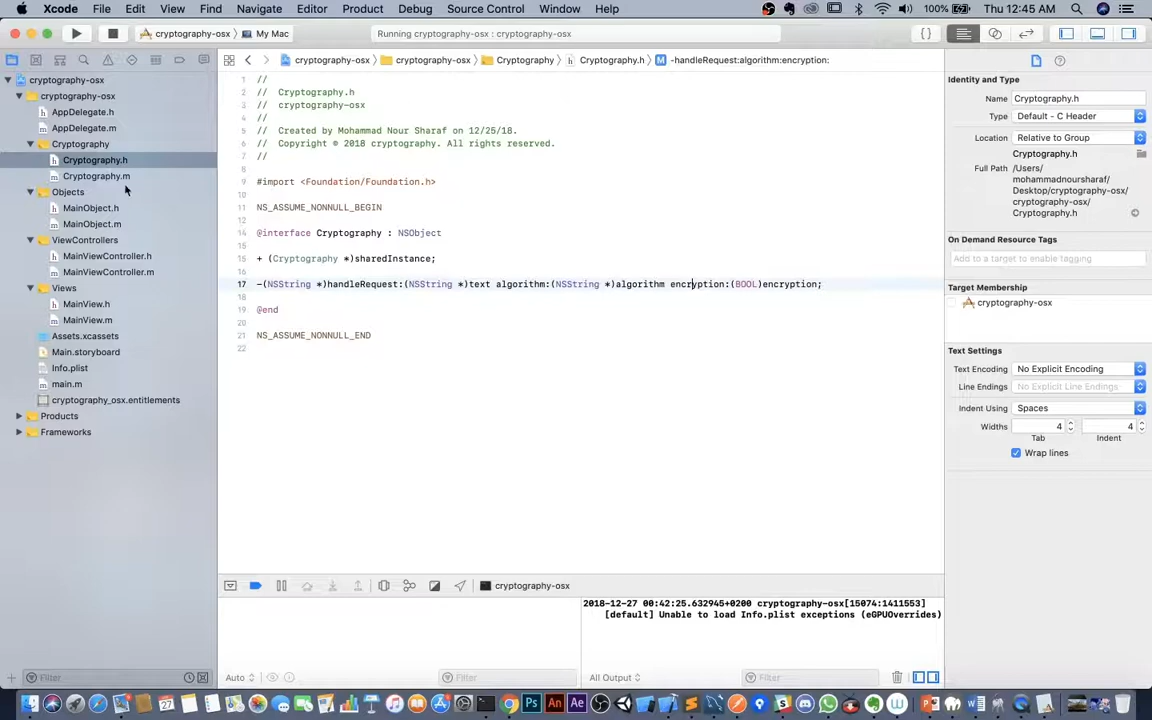 Xcode File Edit View Find Navigate Editor Product Debug Source Control Window Help 100% Thu 12:45 AM
cryptography-osx My Mac Running cryptography-osx : cryptography-osx
cryptography-osx cryptography-osx Cryptography Cryptography.h -handleRequest:algorithm:encryption:
cryptography-osx
cryptography-osx
AppDelegate.h
AppDelegate.m
Cryptography
Cryptography.h
Cryptography.m
Objects
MainObject.h
MainObject.m
ViewControllers
MainViewController.h
MainViewController.m
Views
MainView.h
MainView.m
Assets.xcassets
Main.storyboard
Info.plist
main.m
cryptography_osx.entitlements
Products
Frameworks
Filter
1 //
2 // Cryptography.h
3 // cryptography-osx
4 //
5 // Created by Mohammad Nour Sharaf on 12/25/18.
6 // Copyright © 2018 cryptography. All rights reserved.
7 //
8
9 #import <Foundation/Foundation.h>
10
11 NS_ASSUME_NONNULL_BEGIN
12
14 @interface Cryptography : NSObject
15
15 + (Cryptography *)sharedInstance;
16
17 -(NSString *)handleRequest:(NSString *)text algorithm:(NSString *)algorithm encryption:(BOOL)encryption;
18
19 @end
20
21 NS_ASSUME_NONNULL_END
22
cryptography-osx
2018-12-27 00:42:25.632945+0200 cryptography-osx[15074:1411553]
[default] Unable to load Info.plist exceptions (eGPUOverrides)
Auto Filter All Output Filter
Identity and Type
Name Cryptography.h
Type Default - C Header
Location Relative to Group
Cryptography.h
Full Path /Users/
mohammadnoursharaf/
Desktop/cryptography-osx/
cryptography-osx/
Cryptography.h
On Demand Resource Tags
Add to a target to enable tagging
Target Membership
cryptography-osx
Text Settings
Text Encoding No Explicit Encoding
Line Endings No Explicit Line Endings
Indent Using Spaces
Widths 4 4
Tab Indent
Wrap lines